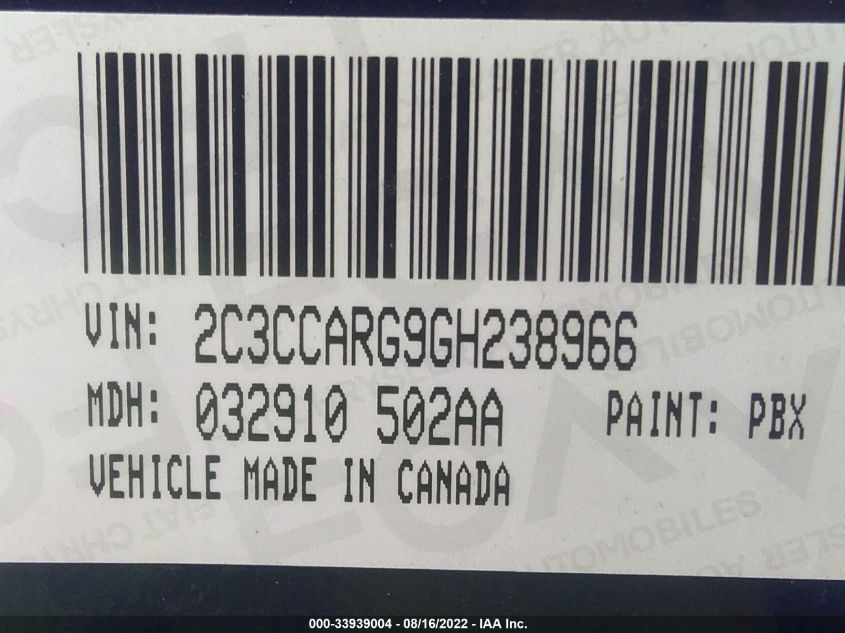 VIN: 2C3CCARG9GH238966
MDH: 032910 502AA PAINT: PBX
VEHICLE MADE IN CANADA
000-33939004 - 08/16/2022 - IAA Inc.